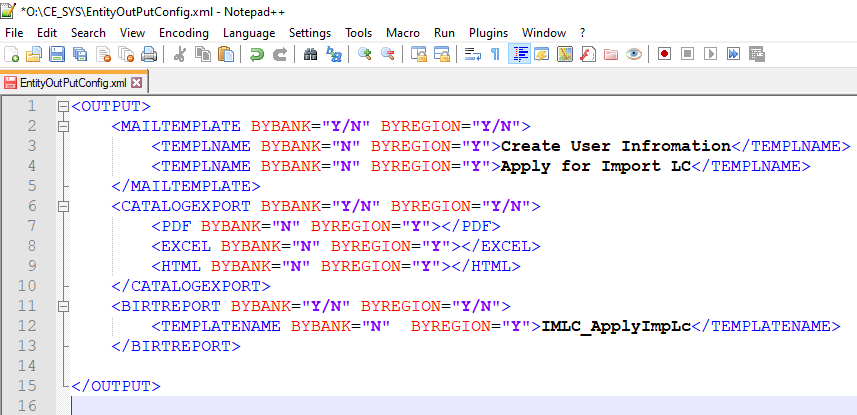 *O:\CE_SYS\EntityOutPutConfig.xml - Notepad++
File Edit Search View Encoding Language Settings Tools Macro Run Plugins Window ?
EntityOutPutConfig.xml
1 <OUTPUT>
2 <MAILTEMPLATE BYBANK="Y/N" BYREGION="Y/N">
3 <TEMPLNAME BYBANK="N" BYREGION="Y">Create User Infromation</TEMPLNAME>
4 <TEMPLNAME BYBANK="N" BYREGION="Y">Apply for Import LC</TEMPLNAME>
5 </MAILTEMPLATE>
6 <CATALOGEXPORT BYBANK="Y/N" BYREGION="Y/N">
7 <PDF BYBANK="N" BYREGION="Y"></PDF>
8 <EXCEL BYBANK="N" BYREGION="Y"></EXCEL>
9 <HTML BYBANK="N" BYREGION="Y"></HTML>
10 </CATALOGEXPORT>
11 <BIRTREPORT BYBANK="Y/N" BYREGION="Y/N">
12 <TEMPLATENAME BYBANK="N"  BYREGION="Y">IMLC_ApplyImpLc</TEMPLATENAME>
13 </BIRTREPORT>
14
15 </OUTPUT>
16